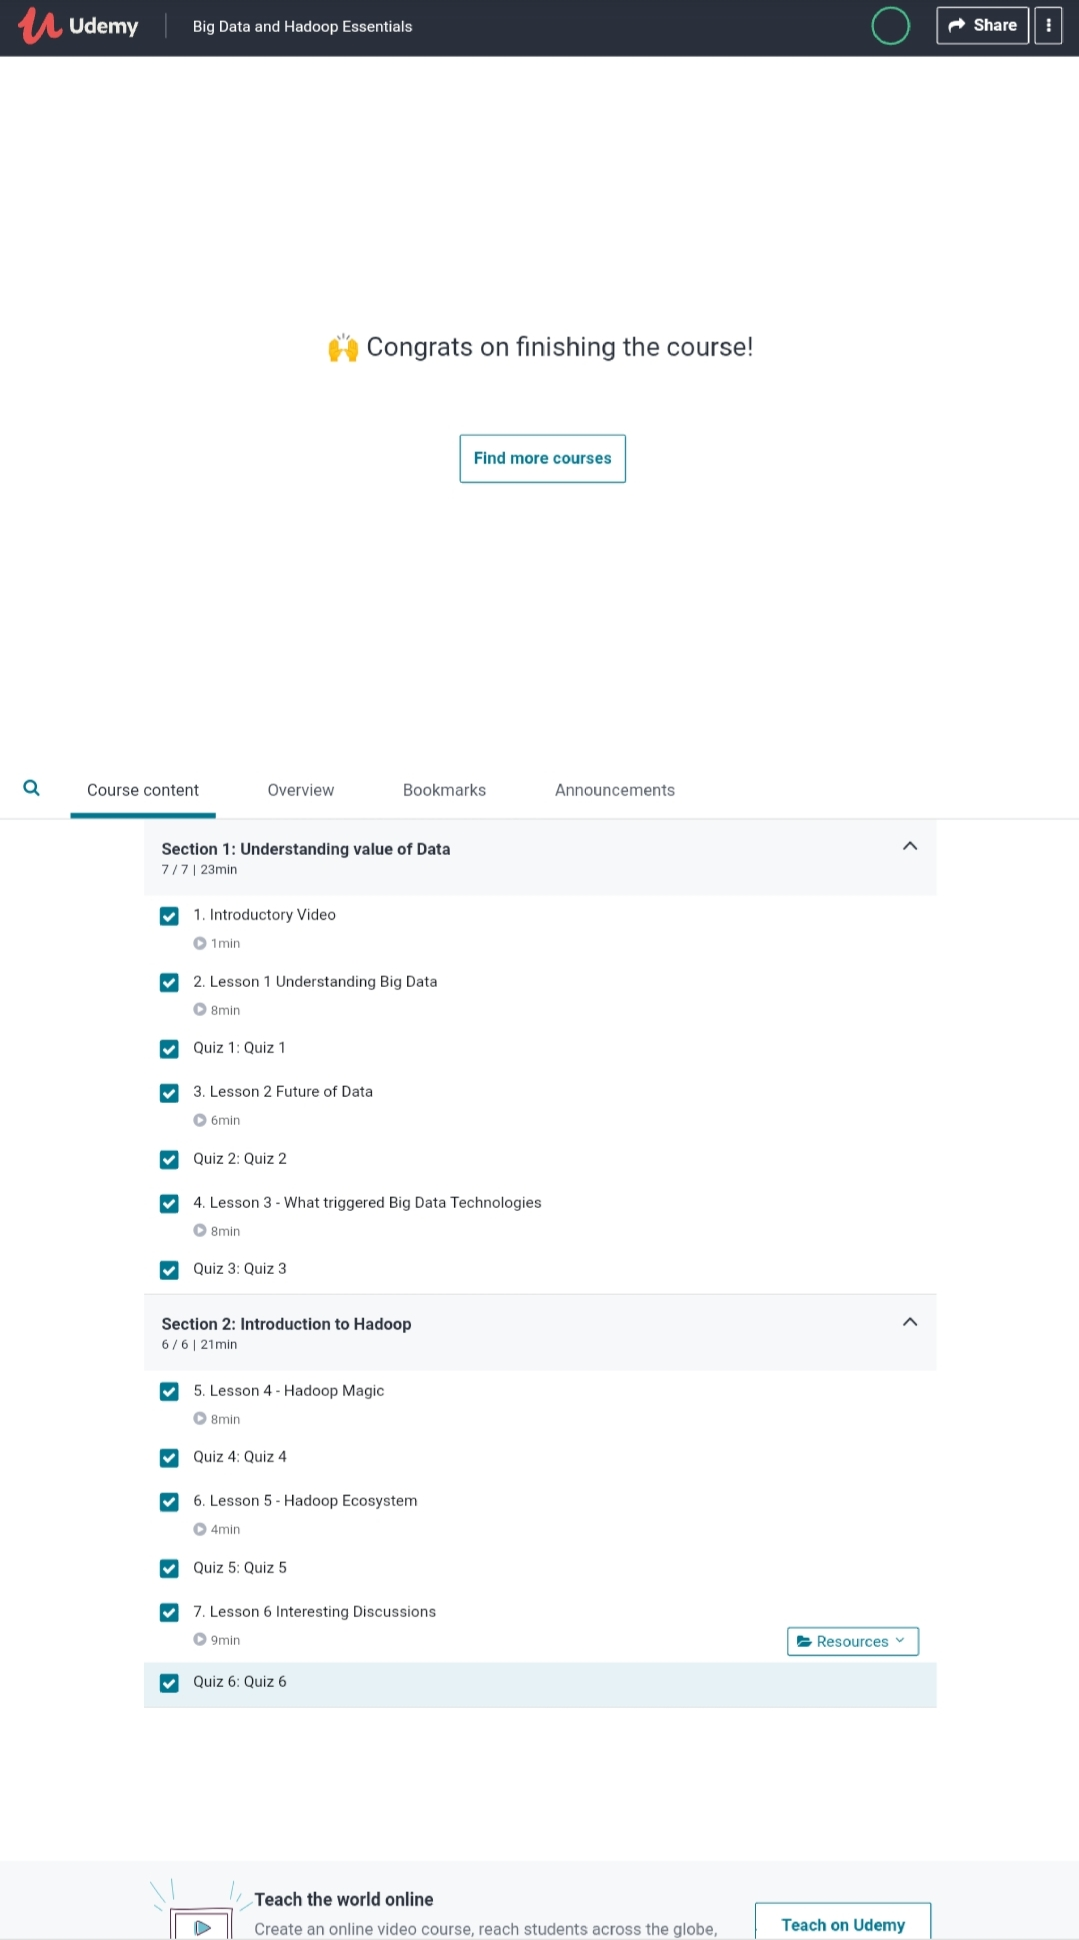 Udemy
Big Data and Hadoop Essentials
Share
Congrats on finishing the course!
Find more courses
Course content
Overview
Bookmarks
Announcements
Section 1: Understanding value of Data
7 / 7 | 23min
1. Introductory Video
1min
2. Lesson 1 Understanding Big Data
8min
Quiz 1: Quiz 1
3. Lesson 2 Future of Data
6min
Quiz 2: Quiz 2
4. Lesson 3 - What triggered Big Data Technologies
8min
Quiz 3: Quiz 3
Section 2: Introduction to Hadoop
6 / 6 | 21min
5. Lesson 4 - Hadoop Magic
8min
Quiz 4: Quiz 4
6. Lesson 5 - Hadoop Ecosystem
4min
Quiz 5: Quiz 5
7. Lesson 6 Interesting Discussions
9min
Resources
Quiz 6: Quiz 6
Teach the world online
Create an online video course, reach students across the globe,
Teach on Udemy